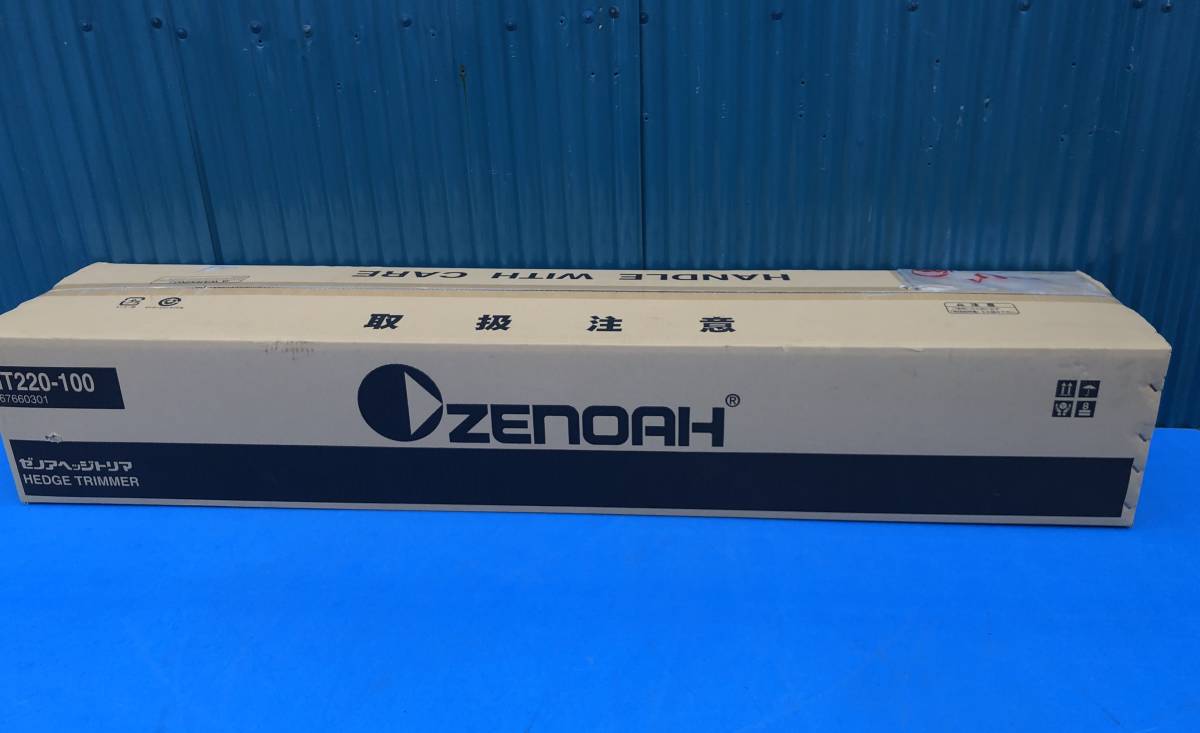 HANDLE WITH CARE
取扱注意
T220-100
67660301
ZENOAH®
ゼノアヘッジトリマ
HEDGE TRIMMER
8